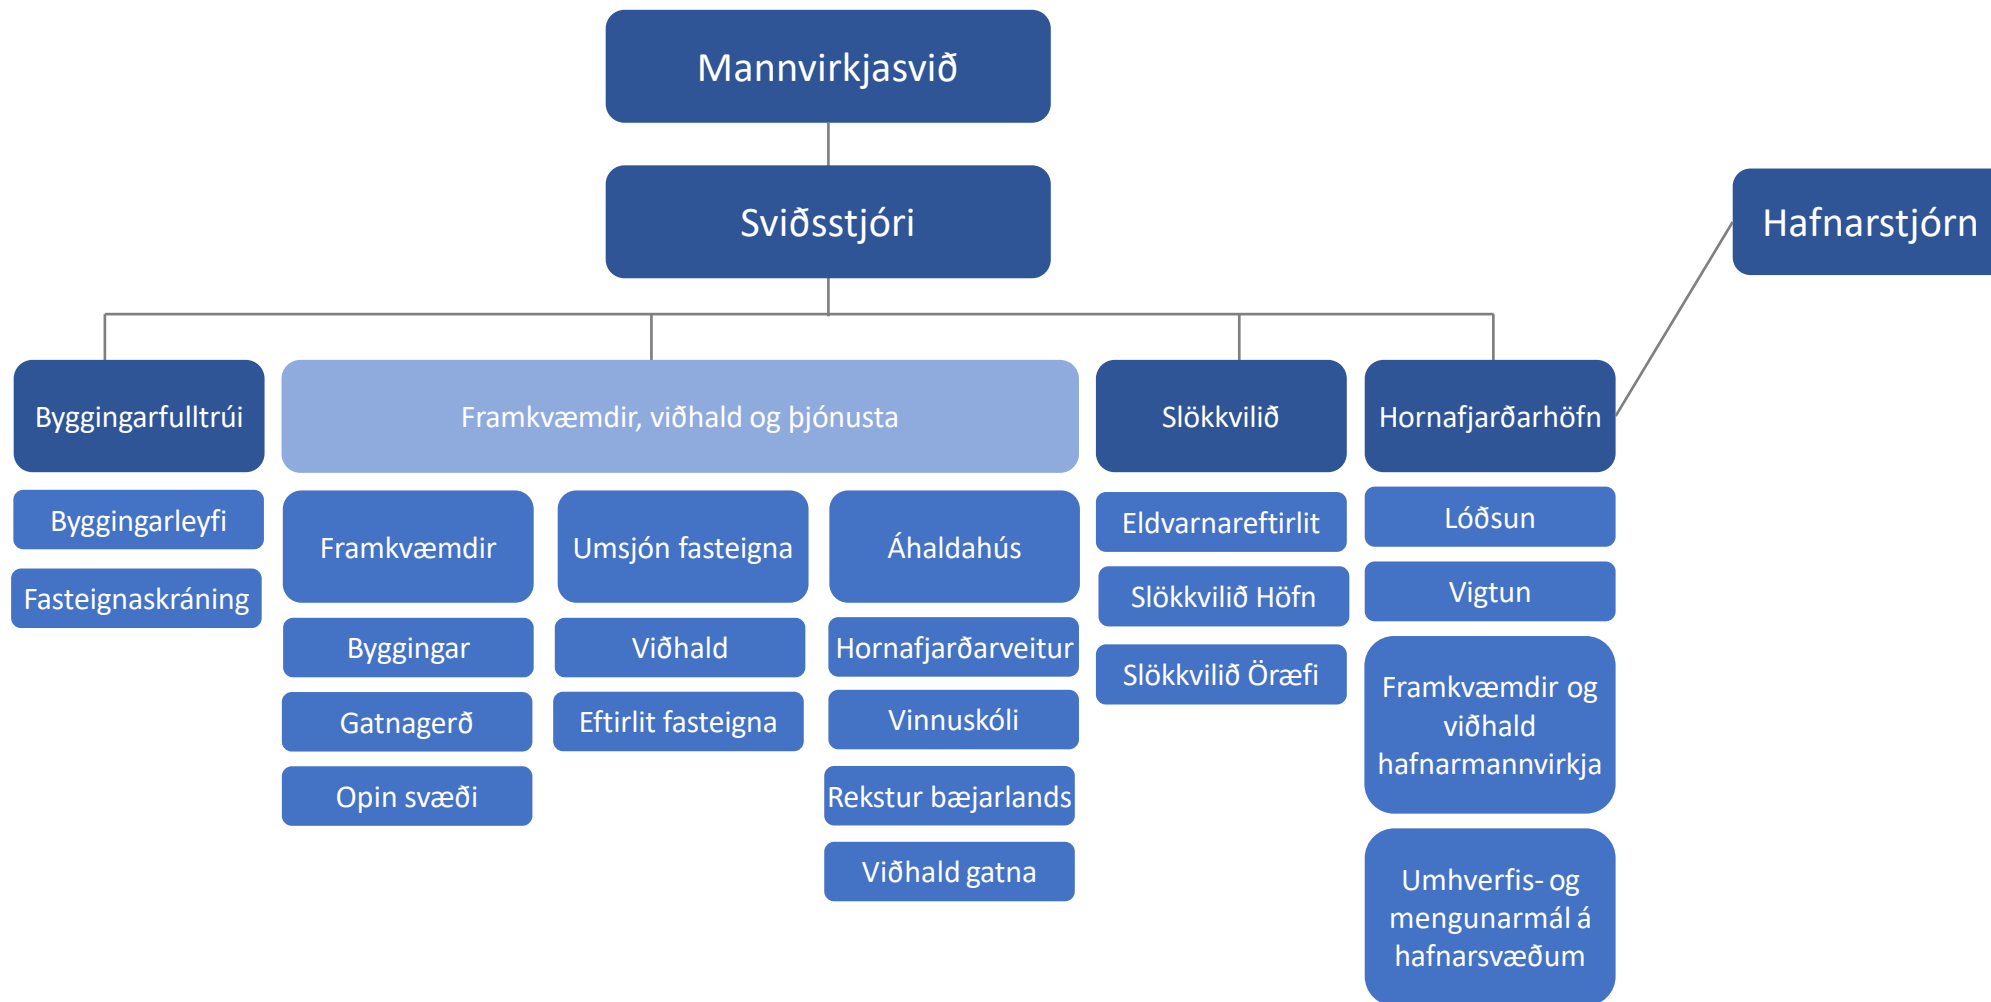 Mannvirkjasvið
Sviðsstjóri
Hafnarstjórn
Byggingarfulltrúi
Framkvæmdir, viðhald og þjónusta
Slökkvilið
Hornafjarðarhöfn
Byggingarleyfi
Fasteignaskráning
Framkvæmdir
Byggingar
Gatnagerð
Opin svæði
Umsjón fasteigna
Viðhald
Eftirlit fasteigna
Áhaldahús
Hornafjarðarveitur
Vinnuskóli
Rekstur bæjarlands
Viðhald gatna
Eldvarnareftirlit
Slökkvilið Höfn
Slökkvilið Öræfi
Lóðsun
Vigtun
Framkvæmdir og
viðhald
hafnarmannvirkja
Umhverfis- og
mengunarmál á
hafnarsvæðum